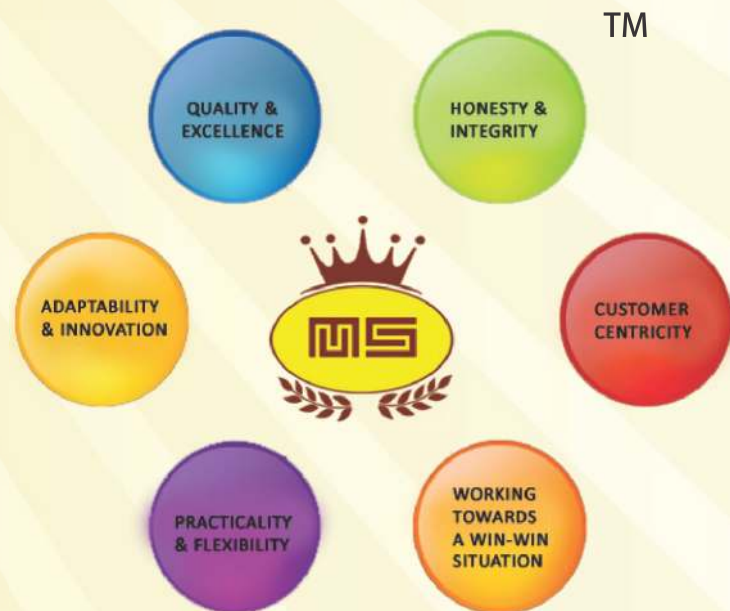 TM
QUALITY &
EXCELLENCE
HONESTY &
INTEGRITY
ADAPTABILITY
& INNOVATION
MS
CUSTOMER
CENTRICITY
PRACTICALITY
& FLEXIBILITY
WORKING
TOWARDS
A WIN-WIN
SITUATION